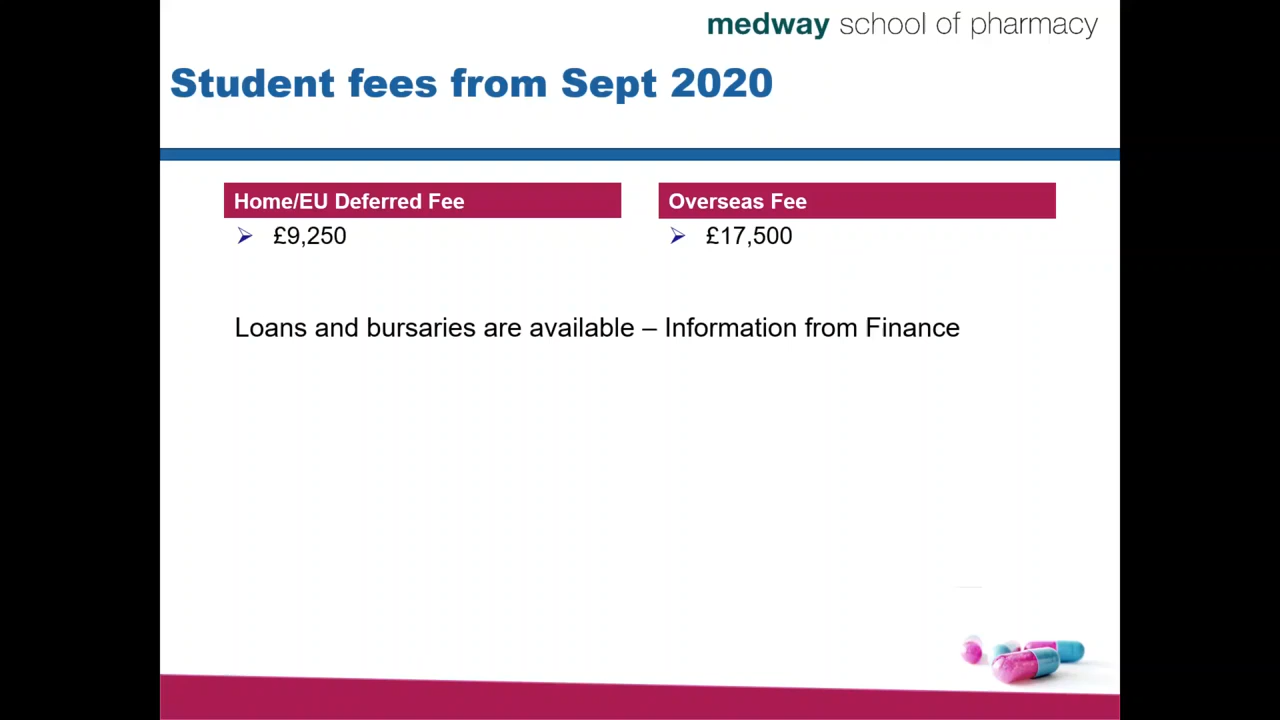 medway school of pharmacy
Student fees from Sept 2020
Home/EU Deferred Fee
➢ £9,250
Overseas Fee
➢ £17,500
Loans and bursaries are available – Information from Finance